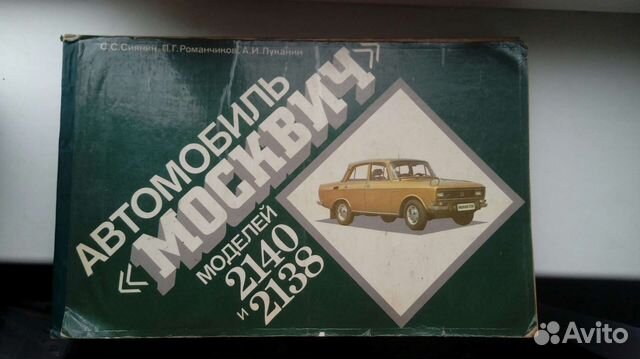 С.С.Сиянин, П.Г.Романчиков, А.И.Луканин
АВТОМОБИЛЬ
«МОСКВИЧ»
МОДЕЛЕЙ
2140
и 2138
Avito